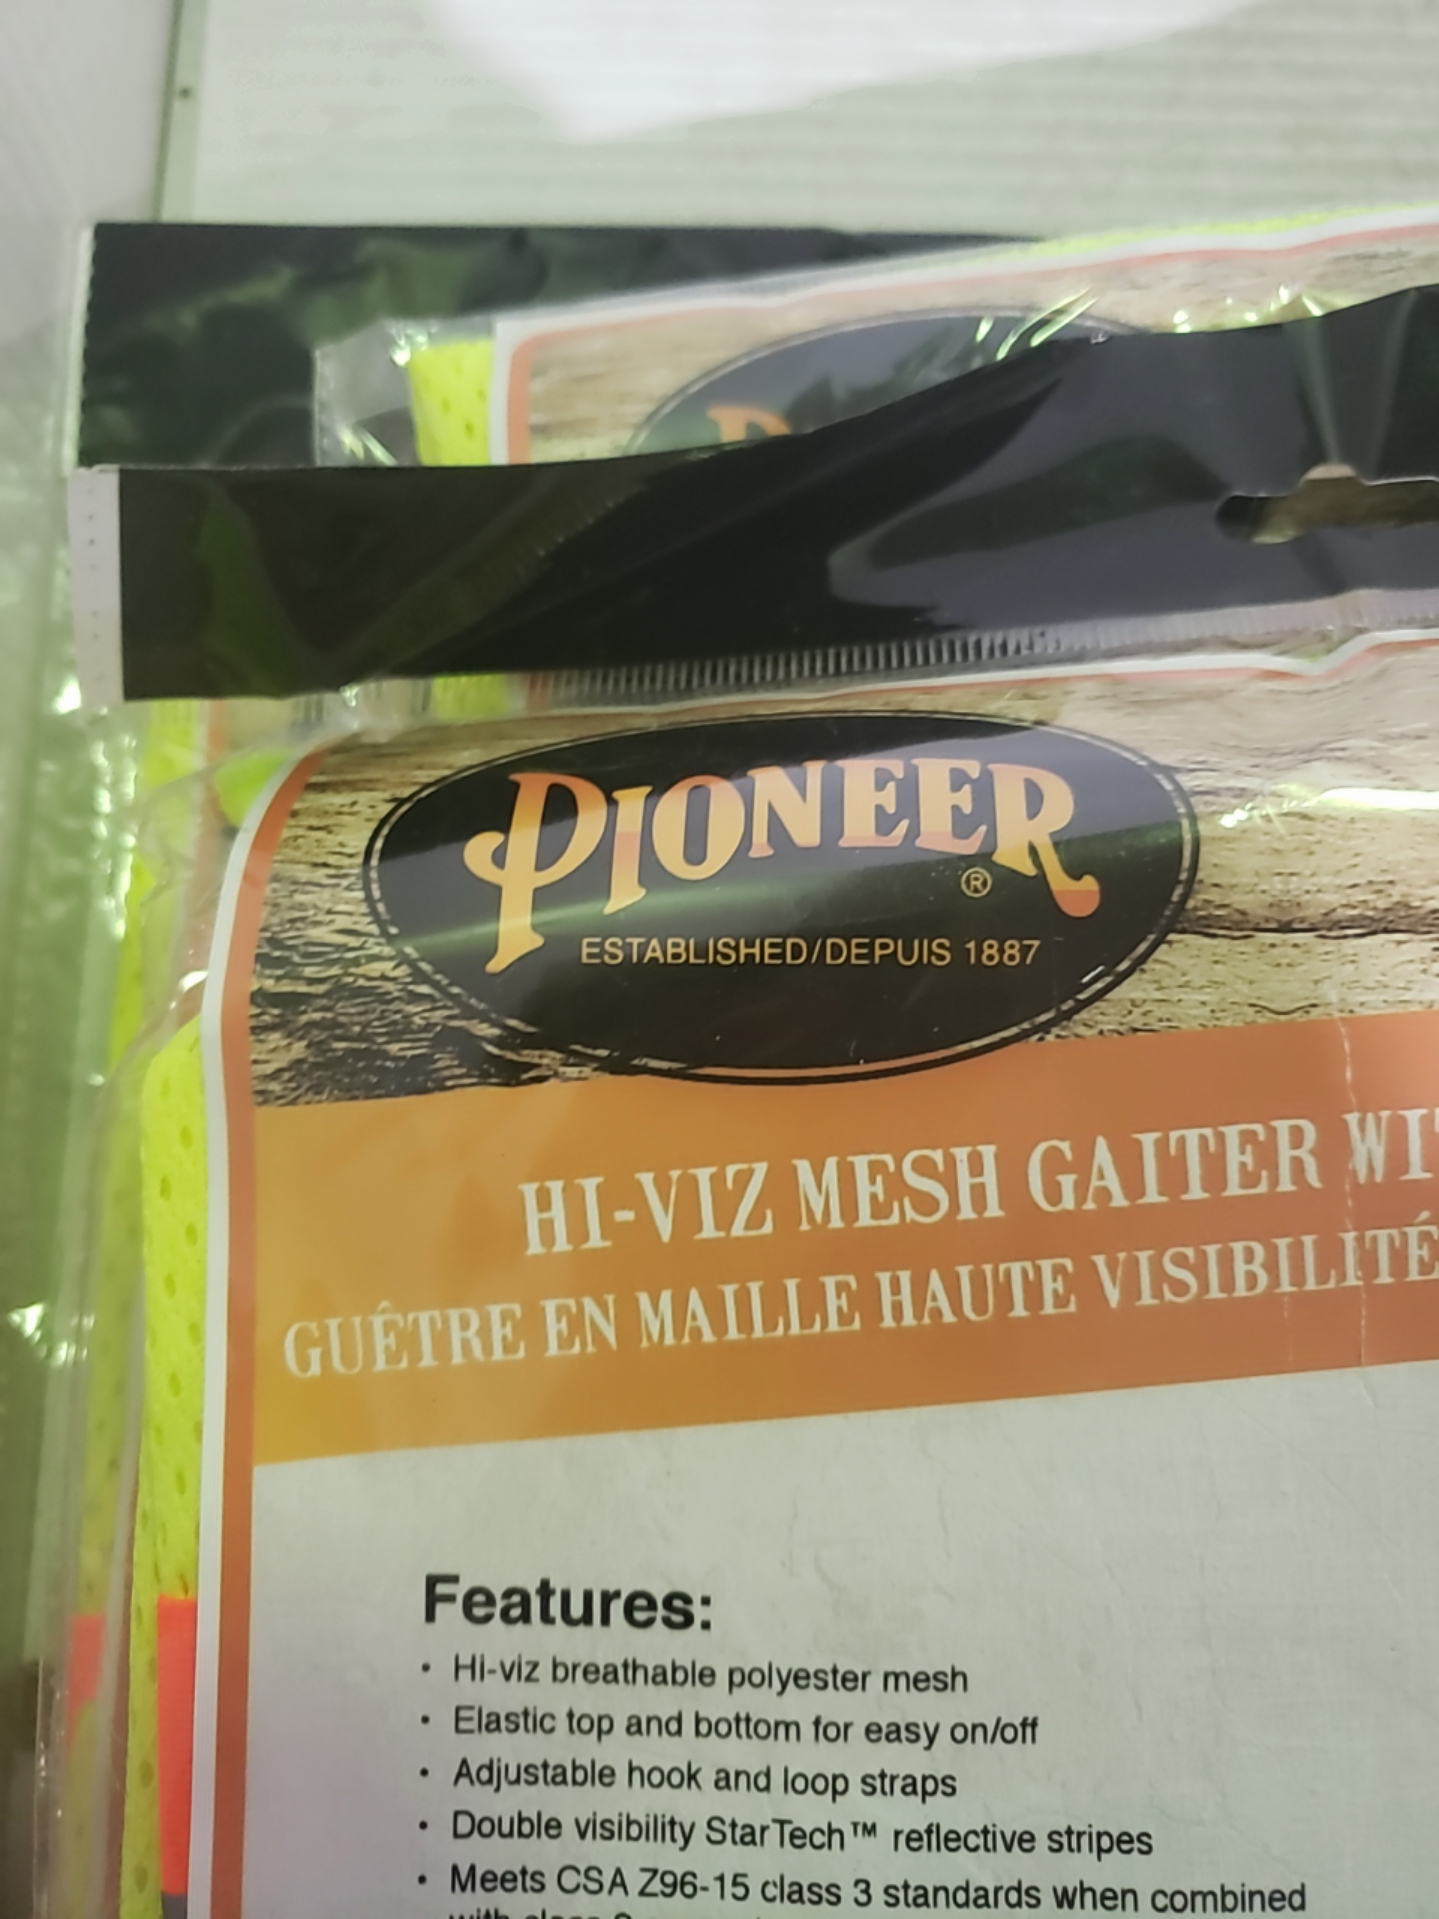 PIONEER
®
ESTABLISHED/DEPUIS 1887
HI-VIZ MESH GAITER
GUÊTRE EN MAILLE HAUTE VISIBILITÉ
Features:
• Hi-viz breathable polyester mesh
• Elastic top and bottom for easy on/off
• Adjustable hook and loop straps
• Double visibility StarTech™ reflective stripes
• Meets CSA Z96-15 class 3 standards when combined